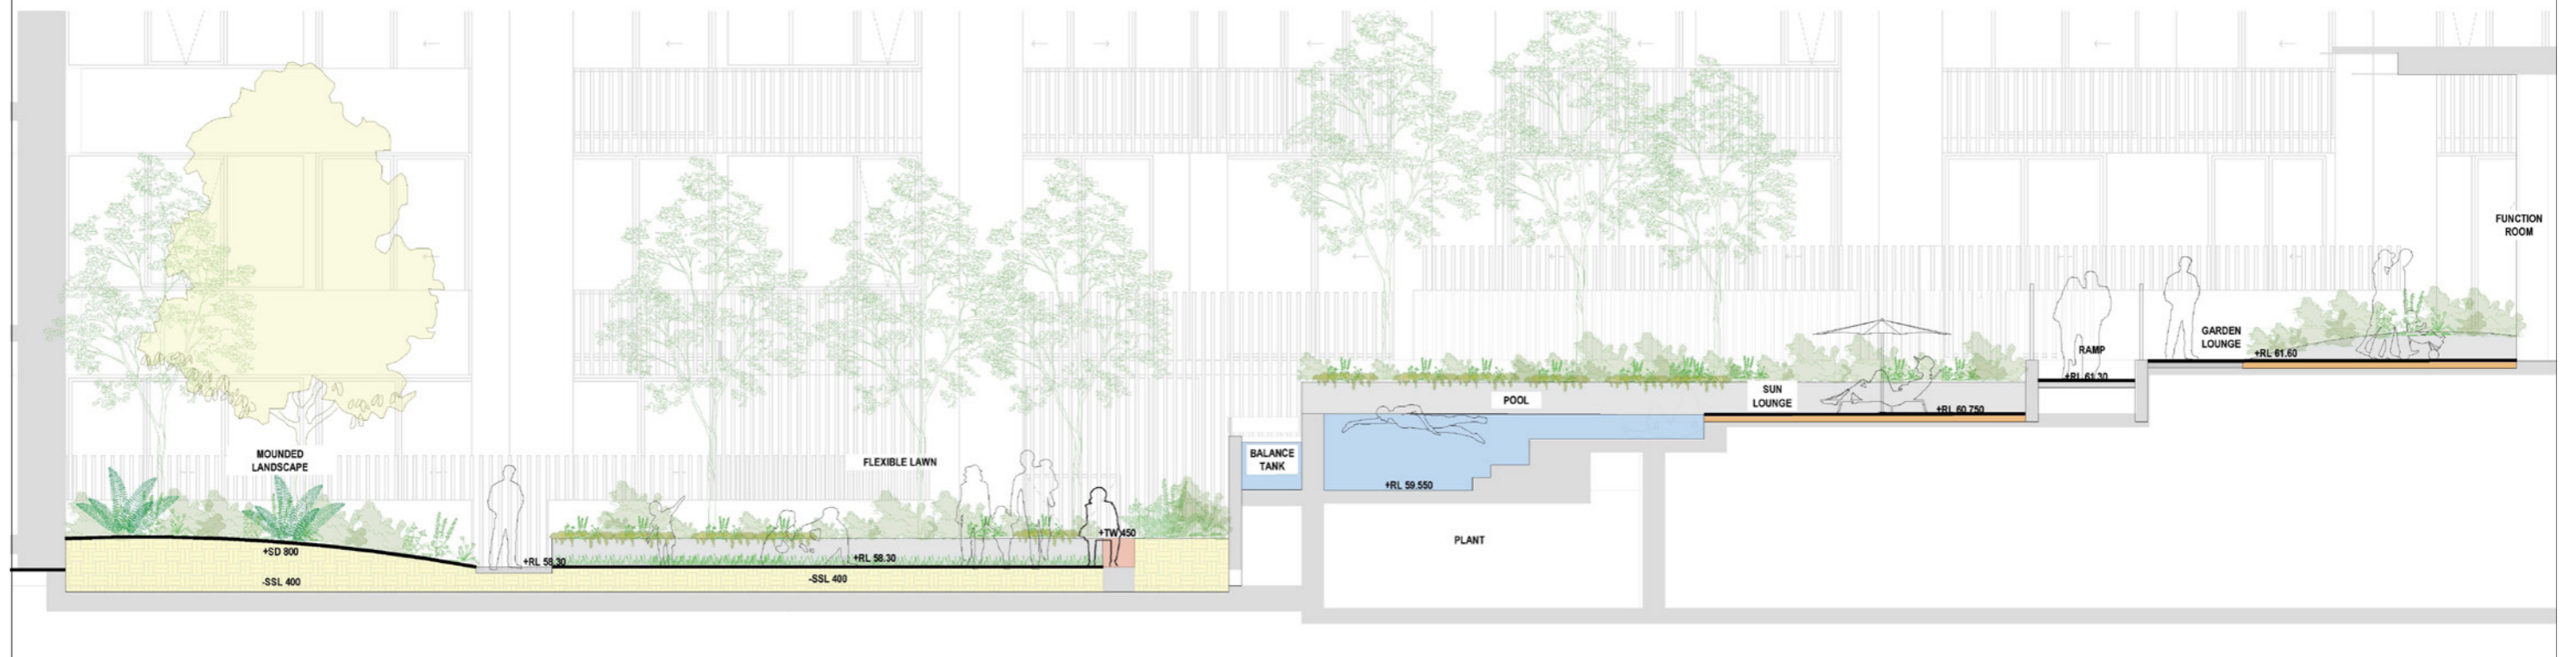 FUNCTION
ROOM
GARDEN
LOUNGE
+RL 61.60
RAMP
+RL 61.30
SUN
LOUNGE
POOL
+RL 60.750
MOUNDED
LANDSCAPE
FLEXIBLE LAWN
BALANCE
TANK
+RL 59.550
+TW 450
PLANT
+SD 800
+RL 58.30
+RL 58.30
-SSL 400
-SSL 400